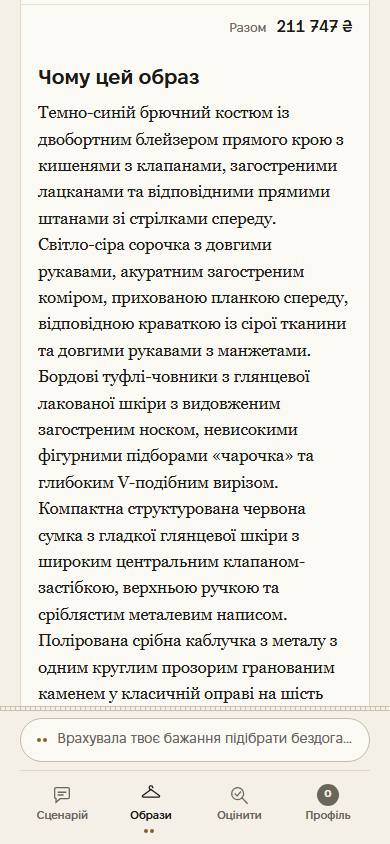 Разом 211 747 ₴
Чому цей образ
Темно-синій брючний костюм із
двобортним блейзером прямого крою з
кишенями з клапанами, загостреними
лацканами та відповідними прямими
штанами зі стрілками спереду.
Світло-сіра сорочка з довгими
рукавами, акуратним загостреним
коміром, прихованою планкою спереду,
відповідною краваткою із сірої тканини
та довгими рукавами з манжетами.
Бордові туфлі-човники з глянцевої
лакованої шкіри з видовженим
загостреним носком, невисокими
фігурними підборами «чарочка» та
глибоким V-подібним вирізом.
Компактна структурована червона
сумка з гладкої глянцевої шкіри з
широким центральним клапаном-
застібкою, верхньою ручкою та
сріблястим металевим написом.
Полірована срібна каблучка з металу з
одним круглим прозорим гранованим
каменем у класичній оправі на шість
Врахувала твоє бажання підібрати бездога...
Сценарій
Образи
Оцінити
О
Профіль